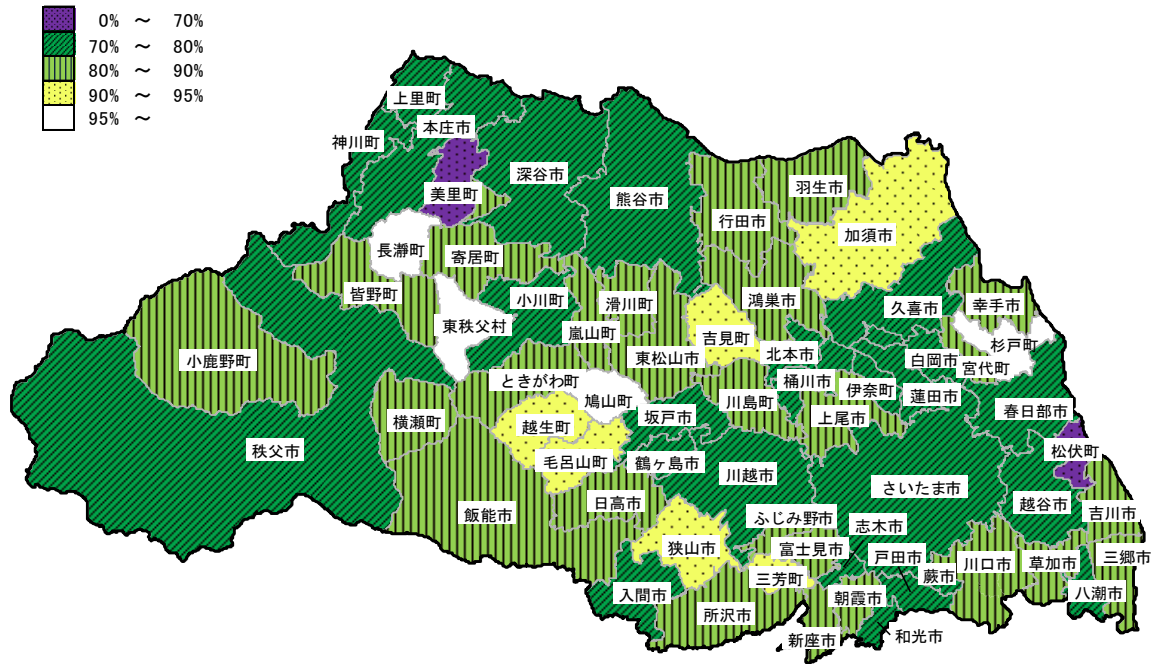 0% ～ 70%
70% ～ 80%
80% ～ 90%
90% ～ 95%
95% ～
上里町
本庄市
神川町
深谷市
羽生市
美里町
熊谷市
行田市
加須市
長瀞町
寄居町
皆野町
小川町
滑川町
鴻巣市
久喜市
幸手市
東秩父村
嵐山町
吉見町
杉戸町
小鹿野町
東松山市
北本市
白岡市
宮代町
ときがわ町
桶川市
伊奈町
蓮田市
鳩山町
川島町
横瀬町
坂戸市
上尾市
春日部市
越生町
秩父市
松伏町
毛呂山町
鶴ヶ島市
川越市
さいたま市
日高市
越谷市
飯能市
ふじみ野市
志木市
吉川市
狭山市
富士見市
戸田市
川口市
草加市
三郷市
三芳町
蕨市
入間市
朝霞市
八潮市
所沢市
新座市
和光市